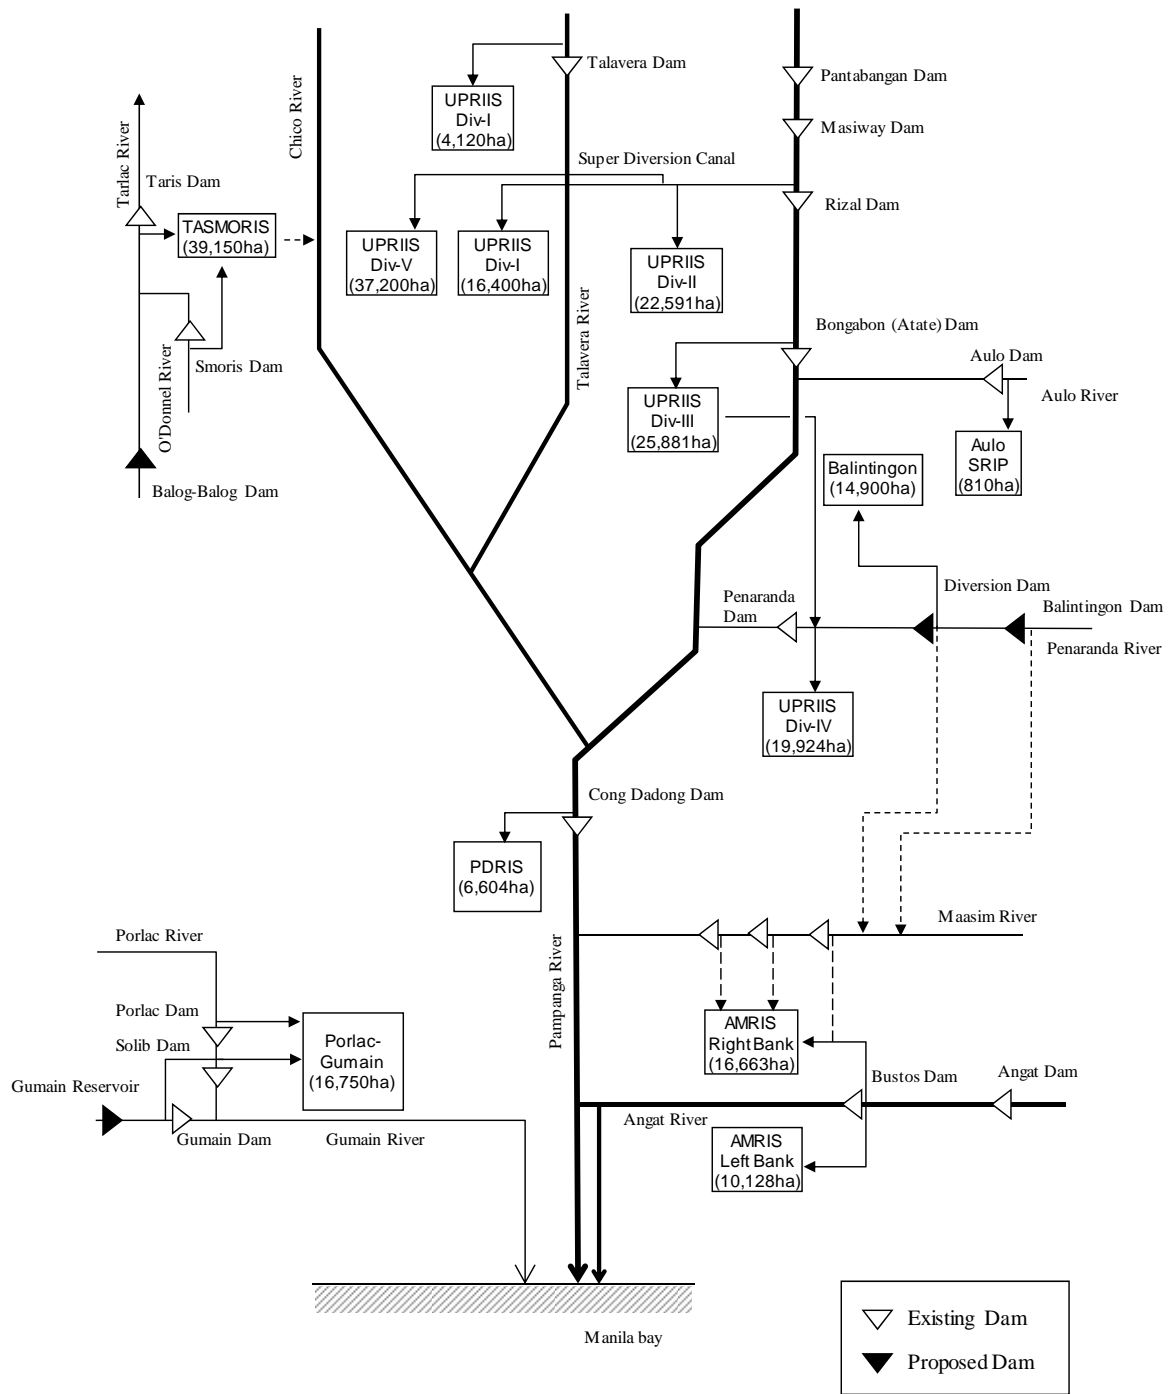 Talavera Dam
Pantabangan Dam
UPRIIS
Div-I
(4,120ha)
Chico River
Masiway Dam
Super Diversion Canal
Tarlac River
Taris Dam
TASMORIS
(39,150ha)
Rizal Dam
UPRIIS
Div-V
(37,200ha)
UPRIIS
Div-I
(16,400ha)
UPRIIS
Div-II
(22,591ha)
Talavera River
Bongabon (Atate) Dam
Smoris Dam
O'Donnel River
Aulo Dam
Aulo River
UPRIIS
Div-III
(25,881ha)
Aulo
SRIP
(810ha)
Balintingon
(14,900ha)
Balog-Balog Dam
Diversion Dam
Penaranda
Dam
Balintingon Dam
Penaranda River
UPRIIS
Div-IV
(19,924ha)
Cong Dadong Dam
PDRIS
(6,604ha)
Maasim River
Porlac River
Pampanga River
Porlac Dam
Solib Dam
Porlac-
Gumain
(16,750ha)
AMRIS
Right Bank
(16,663ha)
Gumain Reservoir
Bustos Dam
Angat Dam
Gumain Dam
Gumain River
Angat River
AMRIS
Left Bank
(10,128ha)
Manila bay
Existing Dam
Proposed Dam